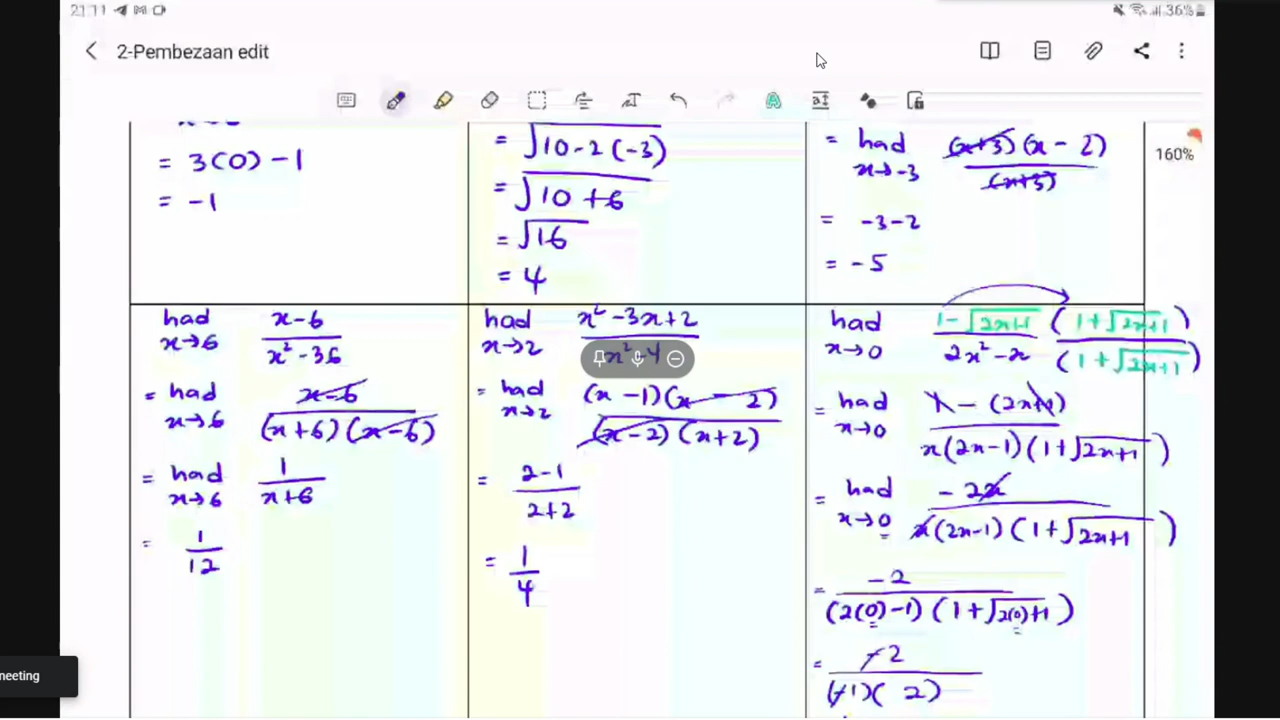 21:11
36%
2-Pembezaan edit
160%
= 3(0) -1
= -1
= √(10-2(-3))
= √(10+6)
= √16
= 4
= had x→-3 (x+3)(x-2) / (x+3)
= -3-2
= -5
had x→6 x-6 / x²-36
= had x→6 x-6 / (x+6)(x-6)
= had x→6 1 / x+6
= 1/12
had x→2 x²-3x+2 / x²-4
= had x→2 (x-1)(x-2) / (x-2)(x+2)
= 2-1 / 2+2
= 1/4
had x→0 1-√(2x+1) / 2x²-x (1+√(2x+1)) / (1+√(2x+1))
= had x→0 1-(2x+1) / x(2x-1)(1+√(2x+1))
= had x→0 -2x / x(2x-1)(1+√(2x+1))
= -2 / (2(0)-1)(1+√(2(0)+1))
= -2 / (-1)(2)
neeting